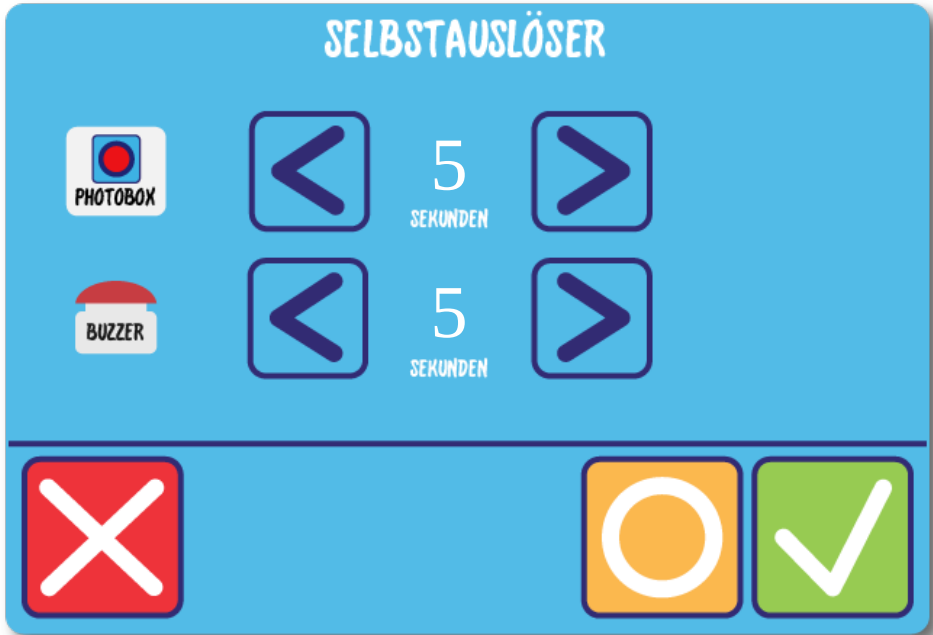 SELBSTAUSLÖSER
PHOTOBOX
5
SEKUNDEN
BUZZER
5
SEKUNDEN